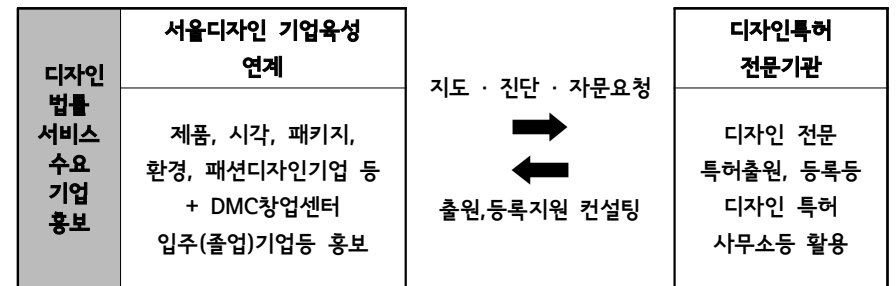 디자인
법률
서비스
수요
기업
홍보
서울디자인 기업육성
연계
제품, 시각, 패키지,
환경, 패션디자인기업 등
+ DMC창업센터
입주(졸업)기업등 홍보
지도 · 진단 · 자문요청
출원,등록지원 컨설팅
디자인특허
전문기관
디자인 전문
특허출원, 등록등
디자인 특허
사무소등 활용